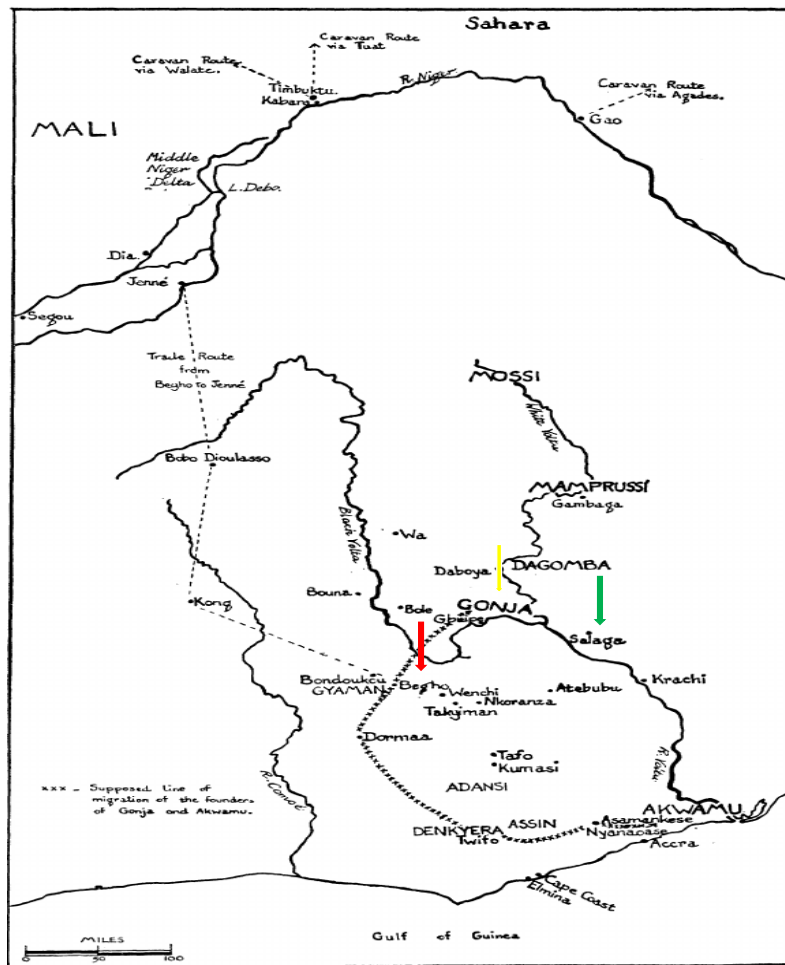 Sahara
Caravan Route
via Tuat
Caravan Route
via Walate.
R. Niger
Timbuktu.
Kabara
Caravan Route
via Agades.
Gao
MALI
Middle
Niger
Delta
L. Debo.
Dia.
Jenné
Segou
Trade Route
from
Begho to Jenné
MOSSI
White Volta
Bobo Dioulasso
MAMPRUSSI
Gambaga
Black Volta
Wa
Daboya
DAGOMBA
Bouna
Kong
Bole
GONJA
Gbuipe
Salaga
Bondoukou
GYAMAN
Begho
Wenchi
Atebubu
Krachi
Takyiman
Nkoranza
Dormaa
Tafo
Kumasi
R. Volta
R. Comoé
xxx - Supposed line of
migration of the founders
of Gonja and Akwamu.
ADANSI
AKWAMU
ASSIN
Asamankese
DENKYERA
Twifo
Nyanaoase
Accra
Cape Coast
Elmina
MILES
0 50 100
Gulf of Guinea